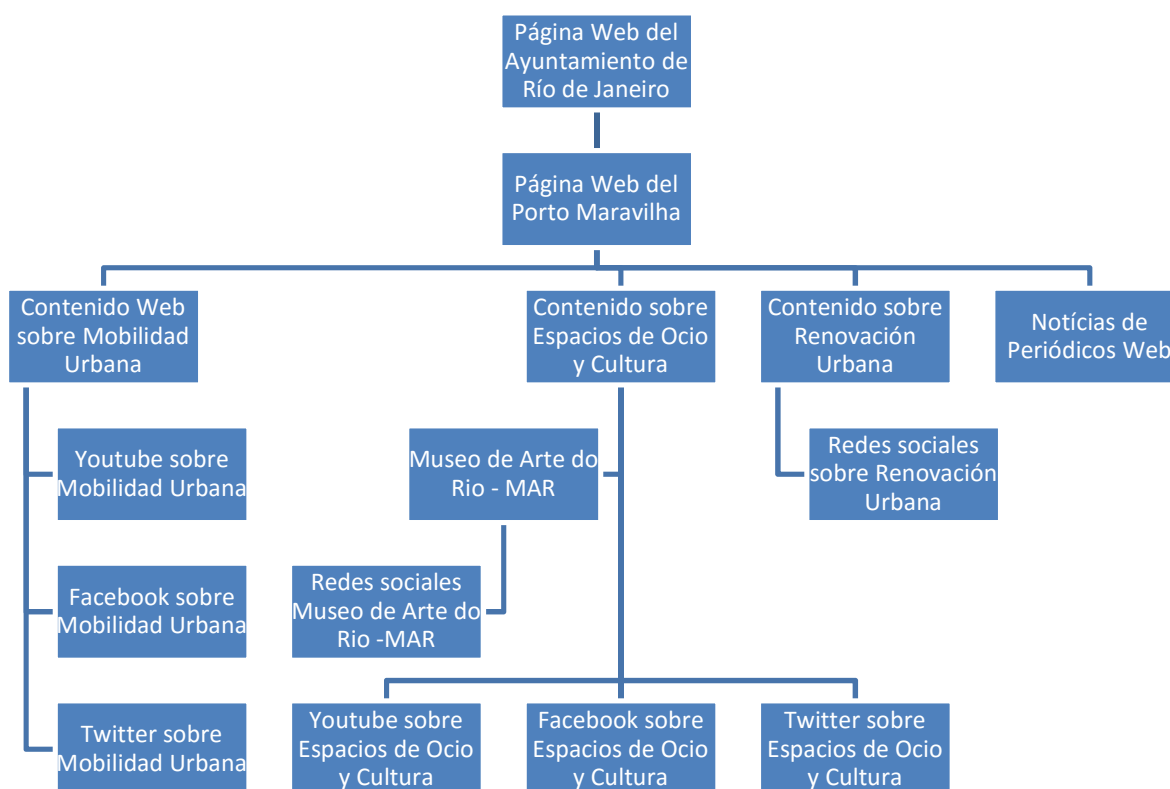 Página Web del
Ayuntamiento de
Río de Janeiro
Página Web del
Porto Maravilha
Contenido Web
sobre Mobilidad
Urbana
Contenido sobre
Espacios de Ocio
y Cultura
Contenido sobre
Renovación
Urbana
Notícias de
Periódicos Web
Youtube sobre
Mobilidad Urbana
Museo de Arte do
Rio - MAR
Redes sociales
sobre Renovación
Urbana
Facebook sobre
Mobilidad Urbana
Redes sociales
Museo de Arte do
Rio -MAR
Twitter sobre
Mobilidad Urbana
Youtube sobre
Espacios de Ocio
y Cultura
Facebook sobre
Espacios de Ocio
y Cultura
Twitter sobre
Espacios de Ocio
y Cultura